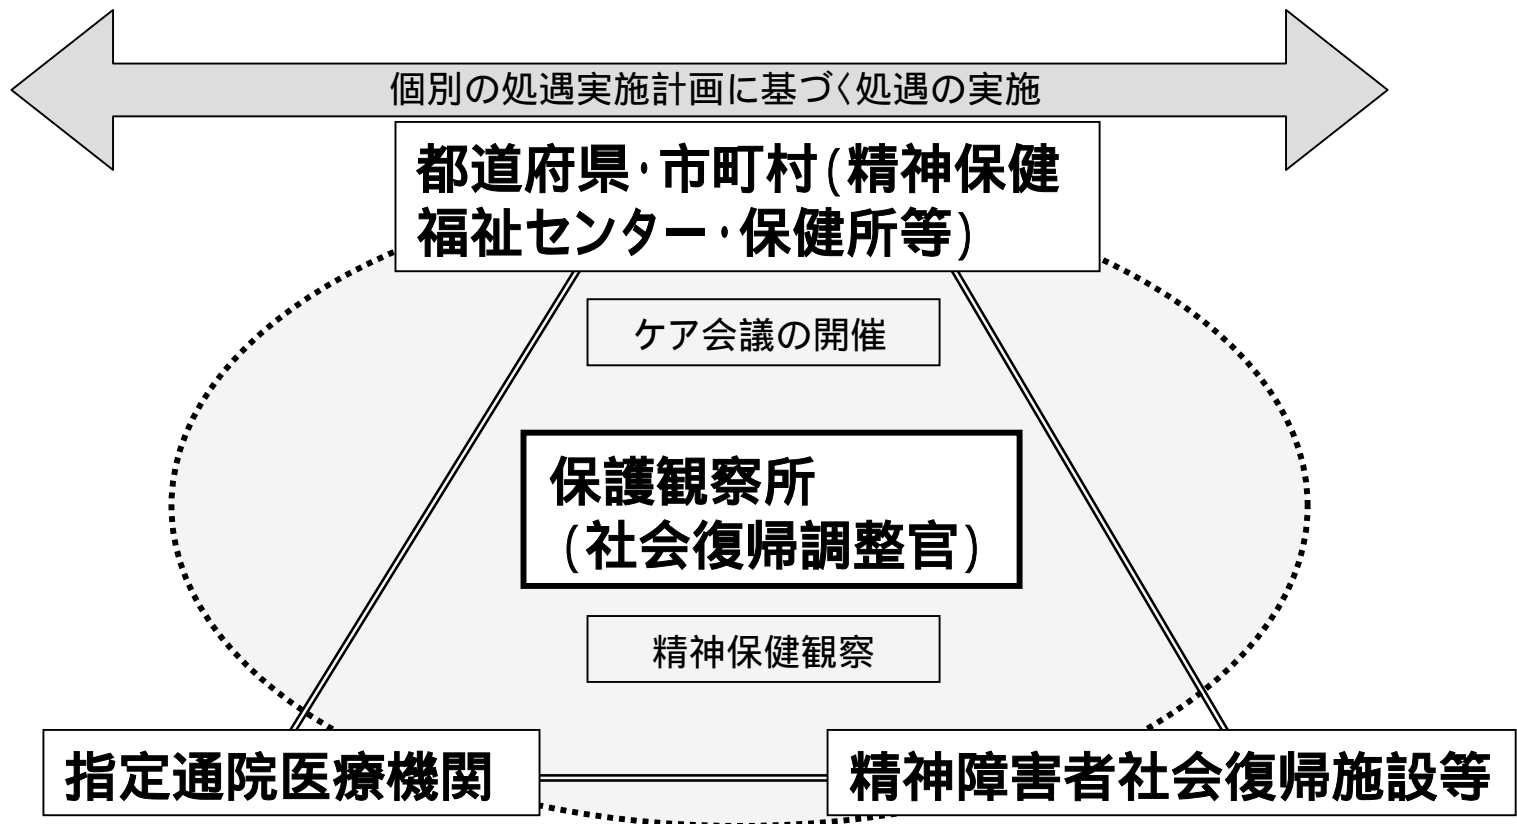 個別の処遇実施計画に基づく処遇の実施
都道府県・市町村(精神保健
福祉センター・保健所等)
ケア会議の開催
保護観察所
(社会復帰調整官)
精神保健観察
指定通院医療機関
精神障害者社会復帰施設等